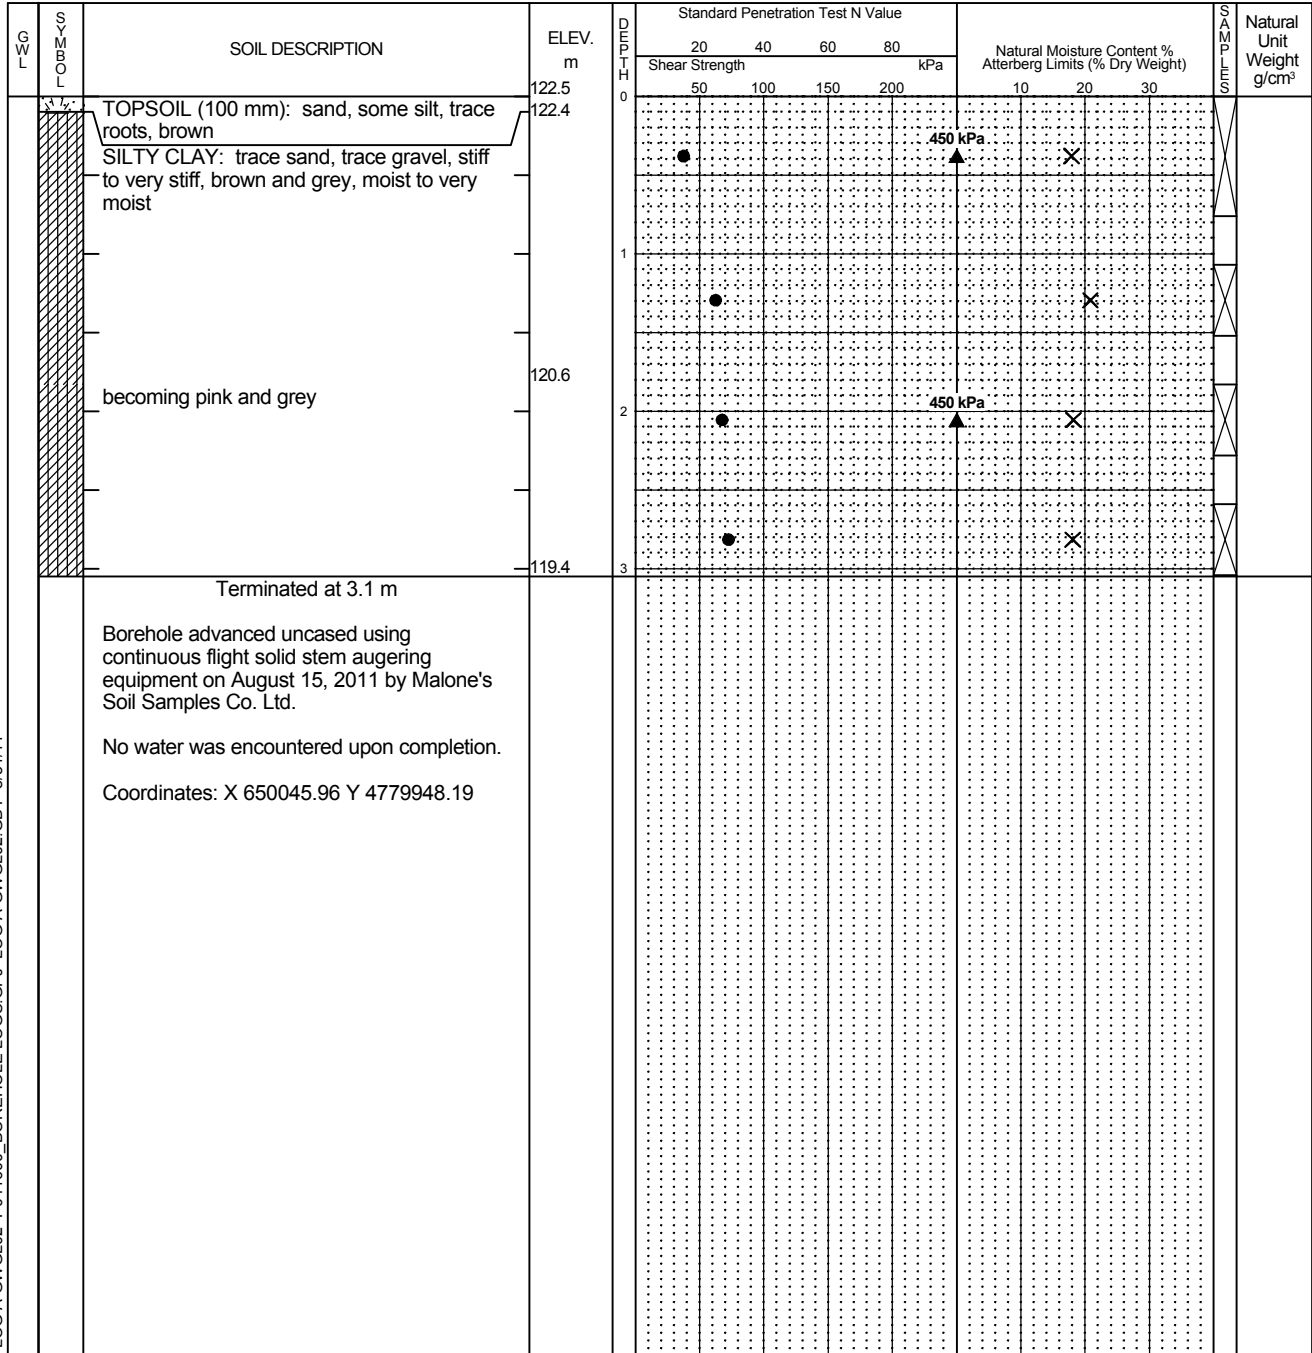 GWL
SYMBOL
SOIL DESCRIPTION
ELEV.
m
DEPTH
Standard Penetration Test N Value
20 40 60 80
Shear Strength kPa
50 100 150 200
Natural Moisture Content %
Atterberg Limits (% Dry Weight)
10 20 30
SAMPLES
Natural
Unit
Weight
g/cm³
122.5
0
TOPSOIL (100 mm): sand, some silt, trace
roots, brown
122.4
SILTY CLAY: trace sand, trace gravel, stiff
to very stiff, brown and grey, moist to very
moist
450 kPa
1
120.6
becoming pink and grey
450 kPa
2
119.4
3
Terminated at 3.1 m
Borehole advanced uncased using
continuous flight solid stem augering
equipment on August 15, 2011 by Malone's
Soil Samples Co. Ltd.
No water was encountered upon completion.
Coordinates: X 650045.96 Y 4779948.19